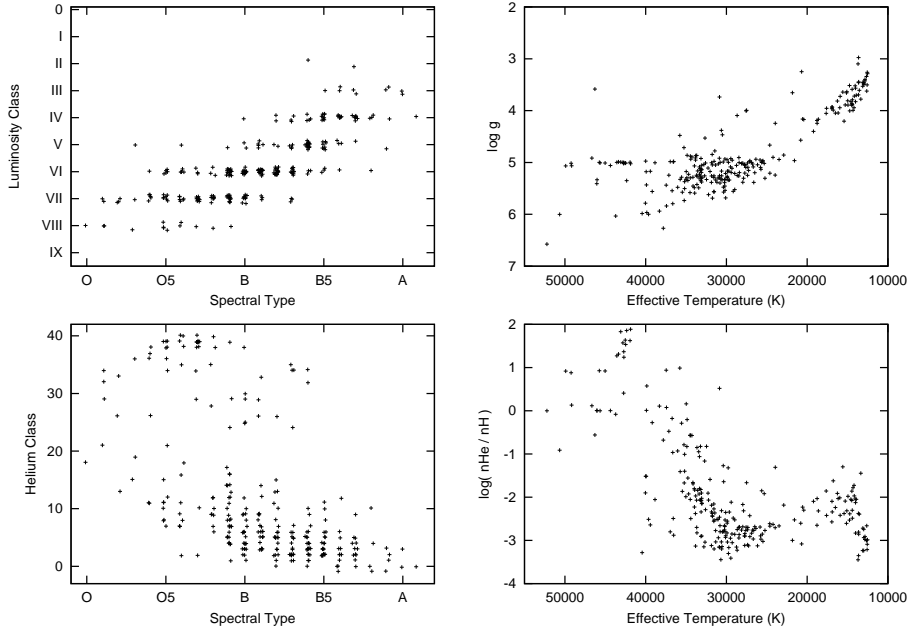 0
I
II
III
IV
V
VI
VII
VIII
IX
Luminosity Class
O O5 B B5 A
Spectral Type
2
3
4
5
6
7
log g
50000 40000 30000 20000 10000
Effective Temperature (K)
40
30
20
10
0
Helium Class
O O5 B B5 A
Spectral Type
2
1
0
-1
-2
-3
-4
log( nHe / nH )
50000 40000 30000 20000 10000
Effective Temperature (K)